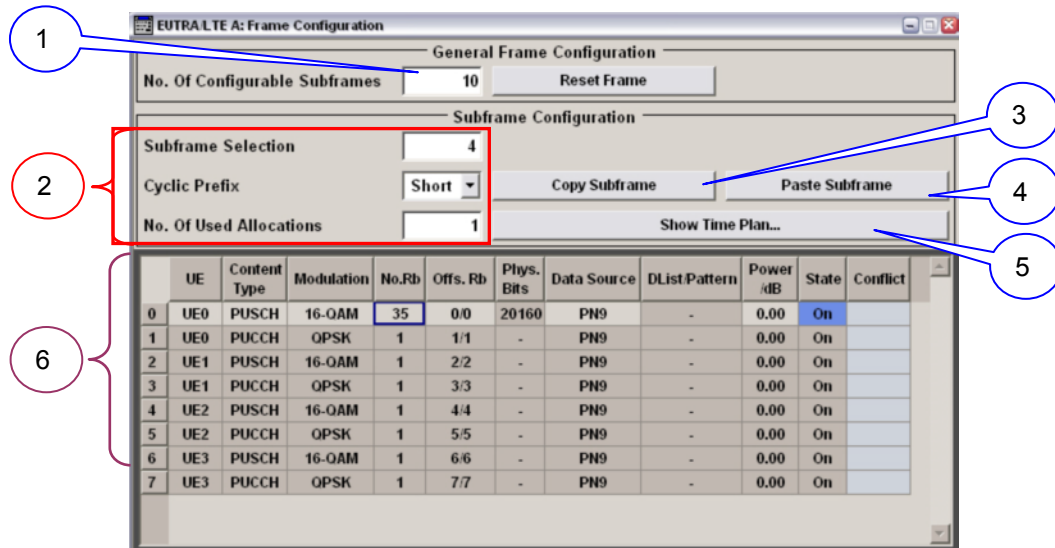 EUTRA/LTE A: Frame Configuration
1
General Frame Configuration
No. Of Configurable Subframes 10 Reset Frame
Subframe Configuration
3
Subframe Selection 4
2
Cyclic Prefix Short Copy Subframe Paste Subframe
4
No. Of Used Allocations 1 Show Time Plan...
5
UE Content Type Modulation No.Rb Offs. Rb Phys. Bits Data Source DList/Pattern Power /dB State Conflict
0 UE0 PUSCH 16-QAM 35 0/0 20160 PN9 - 0.00 On
1 UE0 PUCCH QPSK 1 1/1 - PN9 - 0.00 On
2 UE1 PUSCH 16-QAM 1 2/2 - PN9 - 0.00 On
6
3 UE1 PUCCH QPSK 1 3/3 - PN9 - 0.00 On
4 UE2 PUSCH 16-QAM 1 4/4 - PN9 - 0.00 On
5 UE2 PUCCH QPSK 1 5/5 - PN9 - 0.00 On
6 UE3 PUSCH 16-QAM 1 6/6 - PN9 - 0.00 On
7 UE3 PUCCH QPSK 1 7/7 - PN9 - 0.00 On